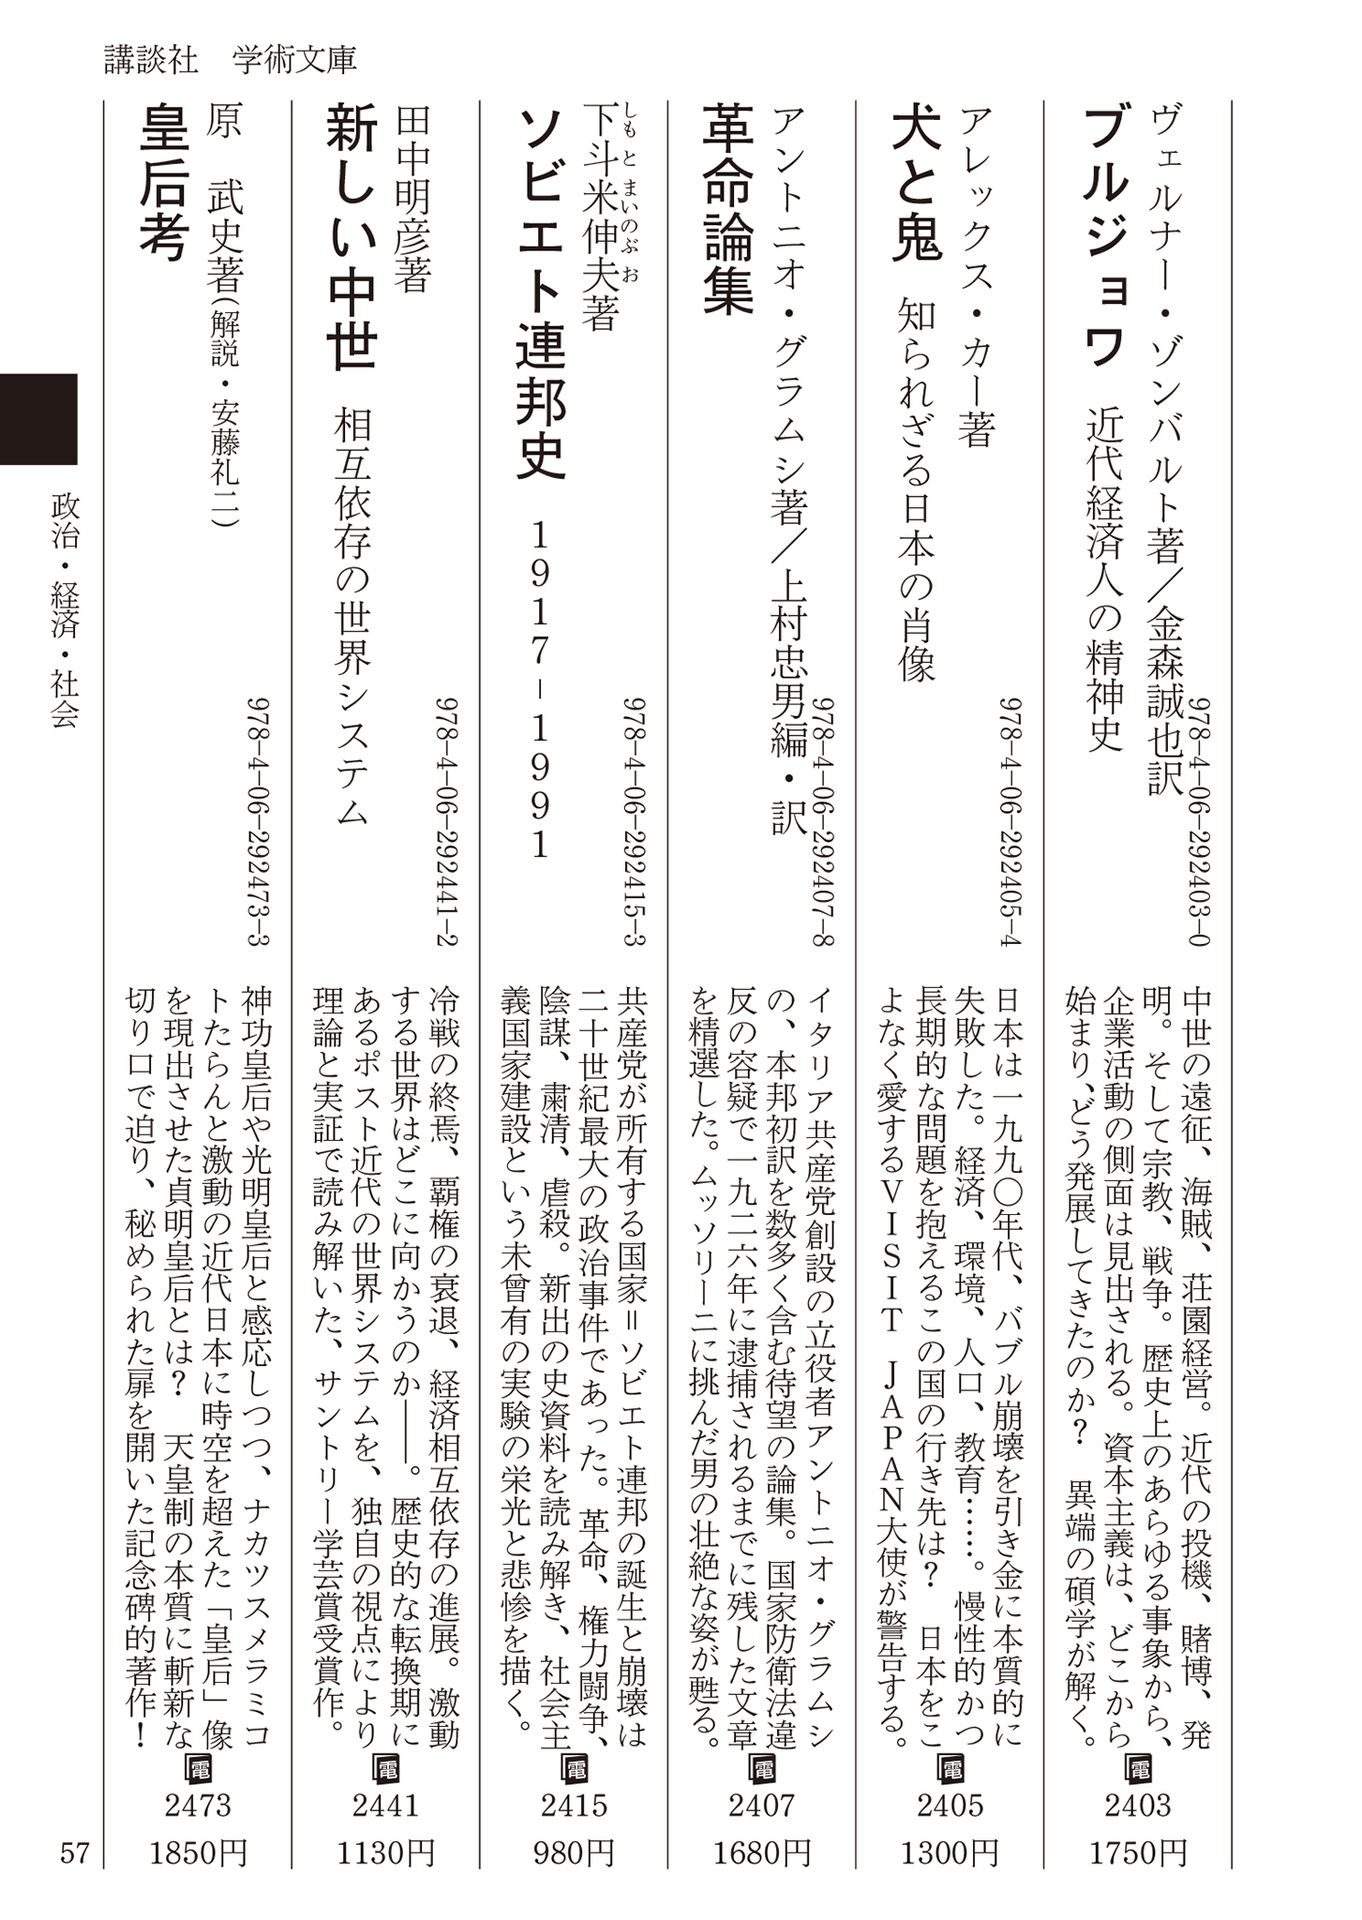 講談社　学術文庫
ヴェルナー・ゾンバルト著／金森誠也訳
ブルジョワ　近代経済人の精神史
978-4-06-292403-0
中世の遠征、海賊、荘園経営。近代の投機、賭博、発
明。そして宗教、戦争。歴史上のあらゆる事象から、
企業活動の側面は見出される。資本主義は、どこから
始まり、どう発展してきたのか？　異端の碩学が解く。
電
2403
1750円
アレックス・カー著
犬と鬼　知られざる日本の肖像
978-4-06-292405-4
日本は一九九〇年代、バブル崩壊を引き金に本質的に
失敗した。経済、環境、人口、教育……。慢性的かつ
長期的な問題を抱えるこの国の行き先は？　日本をこ
よなく愛するVISIT　JAPAN大使が警告する。
電
2405
1300円
アントニオ・グラムシ著／上村忠男編・訳
革命論集
978-4-06-292407-8
イタリア共産党創設の立役者アントニオ・グラムシ
の、本邦初訳を数多く含む待望の論集。国家防衛法違
反の容疑で一九二六年に逮捕されるまでに残した文章
を精選した。ムッソリーニに挑んだ男の壮絶な姿が甦る。
電
2407
1680円
しもとまいのぶお
下斗米伸夫著
ソビエト連邦史　1917-1991
978-4-06-292415-3
共産党が所有する国家＝ソビエト連邦の誕生と崩壊は
二十世紀最大の政治事件であった。革命、権力闘争、
陰謀、粛清、虐殺。新出の史資料を読み解き、社会主
義国家建設という未曾有の実験の栄光と悲惨を描く。
電
2415
980円
田中明彦著
新しい中世　相互依存の世界システム
978-4-06-292441-2
冷戦の終焉、覇権の衰退、経済相互依存の進展。激動
する世界はどこに向かうのか――。歴史的な転換期に
あるポスト近代の世界システムを、独自の視点により
理論と実証で読み解いた、サントリー学芸賞受賞作。
電
2441
1130円
原　武史著（解説・安藤礼二）
皇后考
978-4-06-292473-3
神功皇后や光明皇后と感応しつつ、ナカツスメラミコ
トたらんと激動の近代日本に時空を超えた「皇后」像
を現出させた貞明皇后とは？　天皇制の本質に斬新な
切り口で迫り、秘められた扉を開いた記念碑的著作！
電
2473
1850円
政治・経済・社会
57